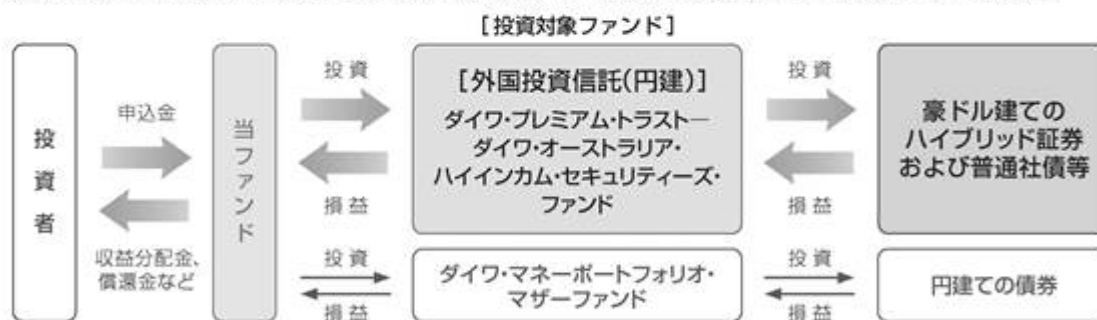 [投資対象ファンド]
投資者
申込金
収益分配金、
償還金など
当ファンド
投資
損益
[外国投資信託(円建)]
ダイワ・プレミアム・トラスト―
ダイワ・オーストラリア・
ハイインカム・セキュリティーズ・
ファンド
投資
損益
豪ドル建ての
ハイブリッド証券
および普通社債等
投資
損益
ダイワ・マネーポートフォリオ・
マザーファンド
投資
損益
円建ての債券